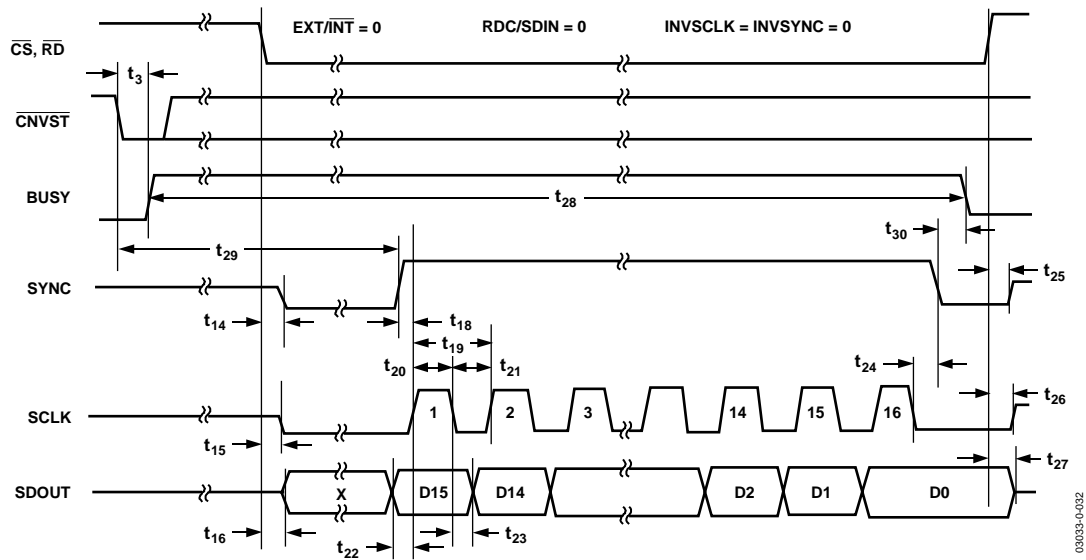 EXT/INT = 0 RDC/SDIN = 0 INVSCLK = INVSYNC = 0
CS, RD
t3
CNVST
BUSY
t28
t29
t30
t25
SYNC
t14
t18
t19
t20
t21
t24
t26
SCLK
1 2 3 14 15 16
t15
t27
SDOUT
X D15 D14 D2 D1 D0
t16
t22
t23
03033-0-032